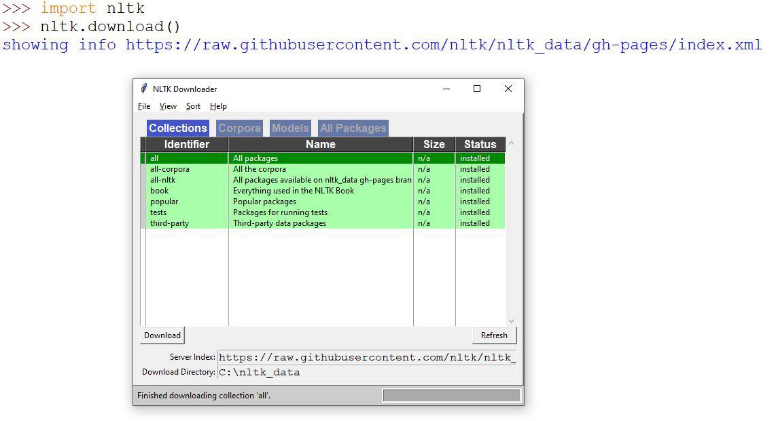 >>> import nltk
>>> nltk.download()
showing info https://raw.githubusercontent.com/nltk/nltk_data/gh-pages/index.xml
NLTK Downloader
File View Sort Help
Collections Corpora Models All Packages
Identifier Name Size Status
all All packages n/a installed
all-corpora All the corpora n/a installed
all-nltk All packages available on nltk_data gh-pages bran n/a installed
book Everything used in the NLTK Book n/a installed
popular Popular packages n/a installed
tests Packages for running tests n/a installed
third-party Third-party data packages n/a installed
Download Refresh
Server Index: https://raw.githubusercontent.com/nltk/nltk_
Download Directory: C:\nltk_data
Finished downloading collection 'all'.